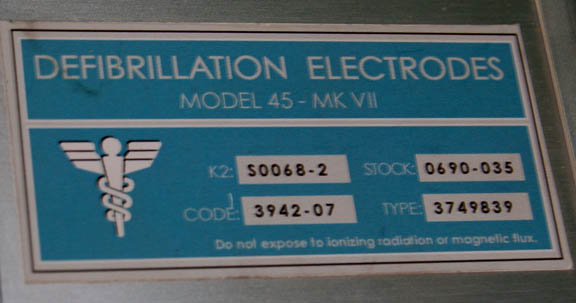 DEFIBRILLATION ELECTRODES
MODEL 45 - MK VII
K2: S0068-2 STOCK: 0690-035
1
CODE: 3942-07 TYPE: 3749839
Do not expose to ionizing radiation or magnetic flux.